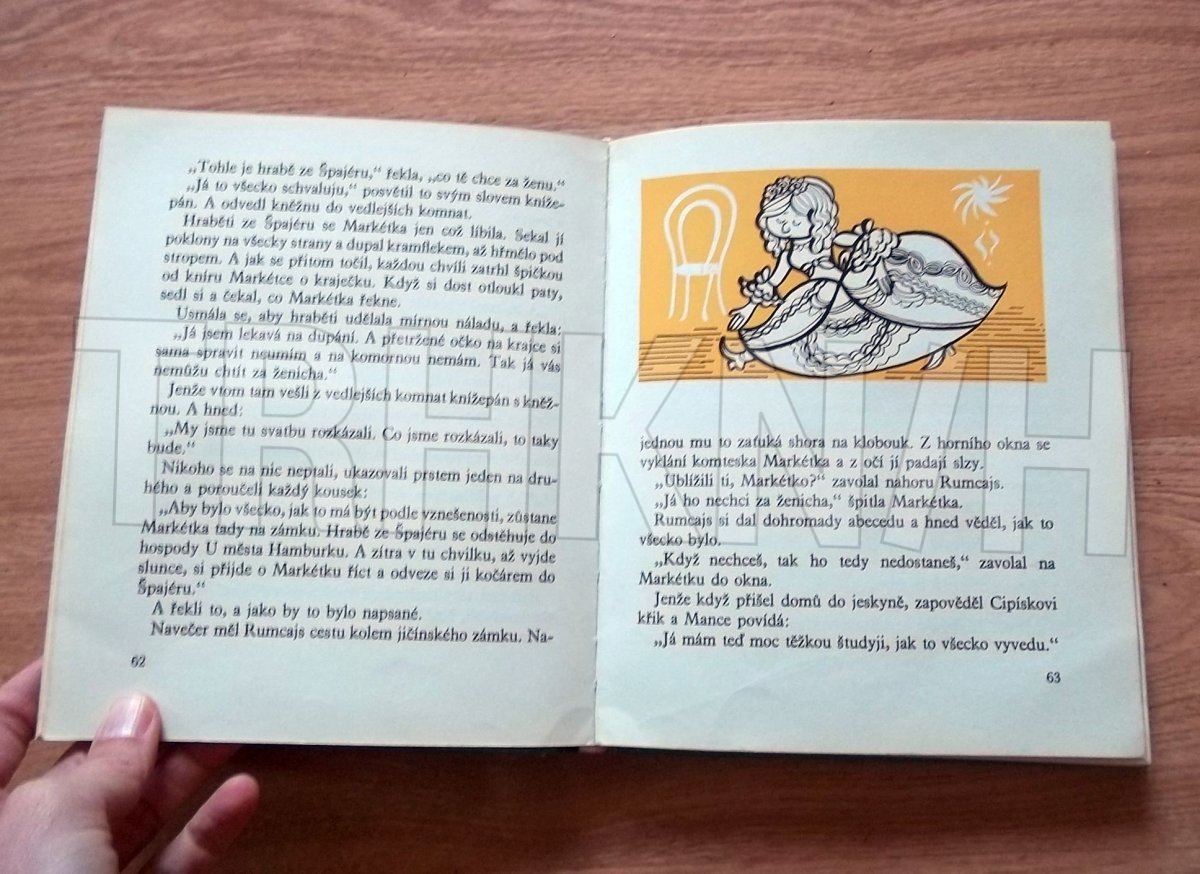 „Tohle je hrabě ze Špajéru,“ řekla, „co tě chce za ženu.“
„Já to všecko schvaluju,“ posvětil to svým slovem kníže-
pán. A odvedl kněžnu do vedlejších komnat.
Hraběti ze Špajéru se Markétka jen což líbila. Sekal jí
poklony na všecky strany a dupal kramflekem, až hřmělo pod
stropem. A jak se přitom točil, každou chvíli zatrhl špičkou
od kníru Markétce o kraječku. Když si dost otloukl paty,
sedl si a čekal, co Markétka řekne.
Usmála se, aby hraběti udělala mírnou náladu, a řekla:
„Já jsem lekavá na dupání. A přetržené očko na krajce si
sama spravit neumím a na komornou nemám. Tak já vás
nemůžu chtít za ženicha.“
Jenže vtom tam vešli z vedlejších komnat knížepán s kněž-
nou. A hned:
„My jsme tu svatbu rozkázali. Co jsme rozkázali, to taky
bude.“
Nikoho se na nic neptali, ukazovali prstem jeden na dru-
hého a poroučeli každý kousek:
„Aby bylo všecko, jak to má být podle vznešenosti, zůstane
Markétka tady na zámku. Hrabě ze Špajéru se odstěhuje do
hospody U města Hamburku. A zítra v tu chvilku, až vyjde
slunce, si přijde o Markétku říct a odveze si ji kočárem do
Špajéru.“
A řekli to, a jako by to bylo napsané.
Navečer měl Rumcajs cestu kolem jičínského zámku. Na-
62
jednou mu to zaťuká shora na klobouk. Z horního okna se
vyklání komteska Markétka a z očí jí padají slzy.
„Ublížili ti, Markétko?“ zavolal nahoru Rumcajs.
„Já ho nechci za ženicha,“ špitla Markétka.
Rumcajs si dal dohromady abecedu a hned věděl, jak to
všecko bylo.
„Když nechceš, tak ho tedy nedostaneš,“ zavolal na
Markétku do okna.
Jenže když přišel domů do jeskyně, zapověděl Cipískovi
křik a Mance povídá:
„Já mám teď moc těžkou študyji, jak to všecko vyvedu.“
63
TRHKNIH